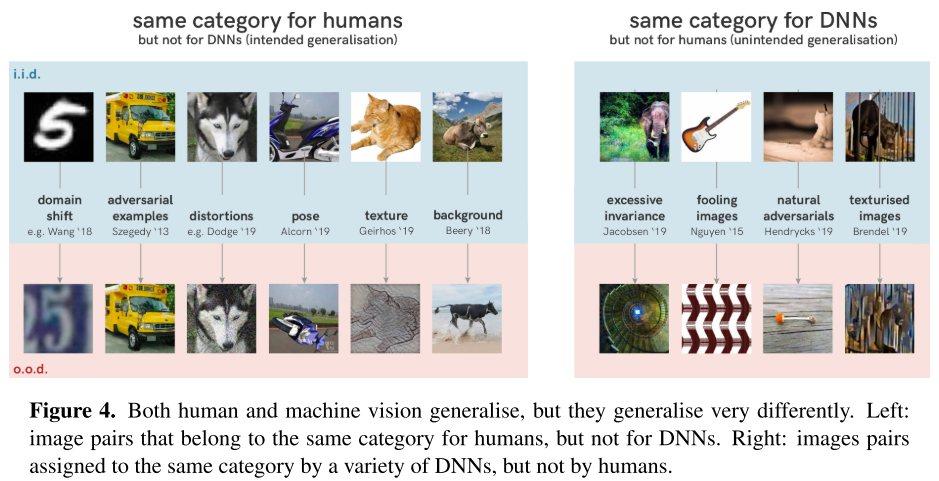 same category for humans
but not for DNNs (intended generalisation)
same category for DNNs
but not for humans (unintended generalisation)
i.i.d.
domain shift
e.g. Wang '18
adversarial examples
Szegedy '13
distortions
e.g. Dodge '19
pose
Alcorn '19
texture
Geirhos '19
background
Beery '18
excessive invariance
Jacobsen '19
fooling images
Nguyen '15
natural adversarials
Hendrycks '19
texturised images
Brendel '19
o.o.d.
Figure 4. Both human and machine vision generalise, but they generalise very differently. Left:
image pairs that belong to the same category for humans, but not for DNNs. Right: images pairs
assigned to the same category by a variety of DNNs, but not by humans.